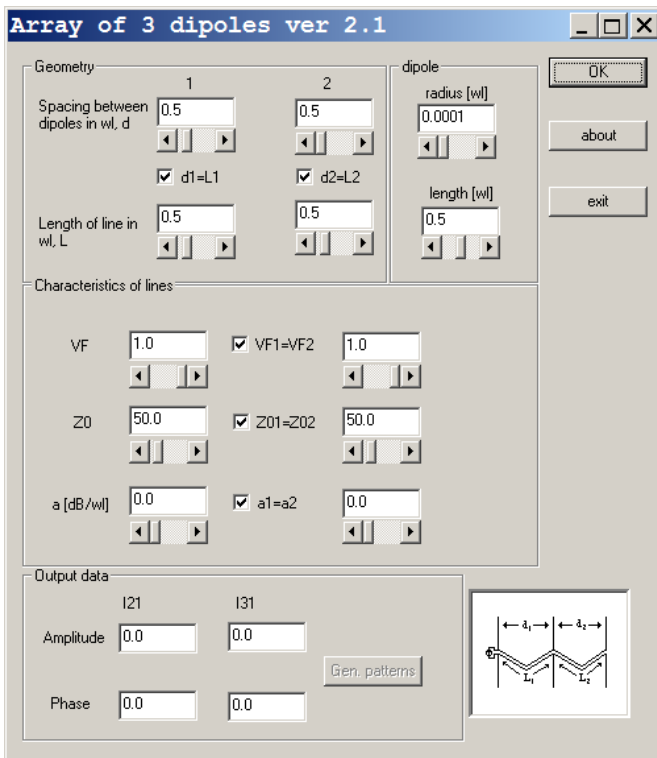 Array of 3 dipoles ver 2.1
Geometry
1 2
Spacing between dipoles in wl, d
0.5 0.5
d1=L1 d2=L2
Length of line in wl, L
0.5 0.5
dipole
radius [wl]
0.0001
length [wl]
0.5
OK
about
exit
Characteristics of lines
VF 1.0 VF1=VF2 1.0
Z0 50.0 Z01=Z02 50.0
a [dB/wl] 0.0 a1=a2 0.0
Output data
I21 I31
Amplitude 0.0 0.0
Gen. patterns
Phase 0.0 0.0
d1 d2
L1 L2